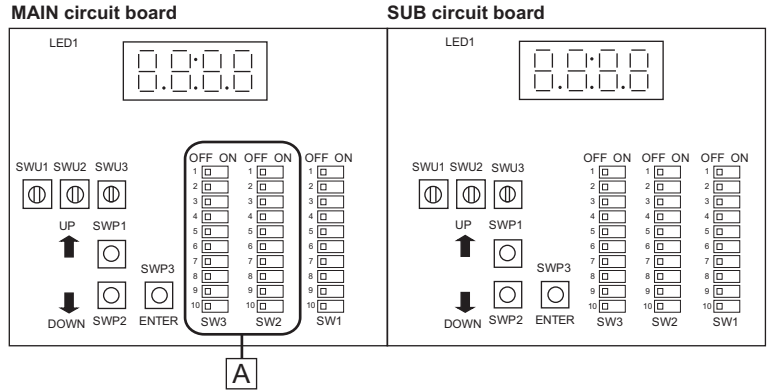 MAIN circuit board
SUB circuit board
LED1
OFF ON OFF ON OFF ON
SWU1 SWU2 SWU3
1 1 1
2 2 2
3 3 3
4 4 4
UP SWP1
5 5 5
6 6 6
SWP3
7 7 7
8 8 8
9 9 9
10 10 10
DOWN SWP2 ENTER SW3 SW2 SW1
A
LED1
OFF ON OFF ON OFF ON
SWU1 SWU2 SWU3
1 1 1
2 2 2
3 3 3
4 4 4
UP SWP1
5 5 5
6 6 6
SWP3
7 7 7
8 8 8
9 9 9
10 10 10
DOWN SWP2 ENTER SW3 SW2 SW1